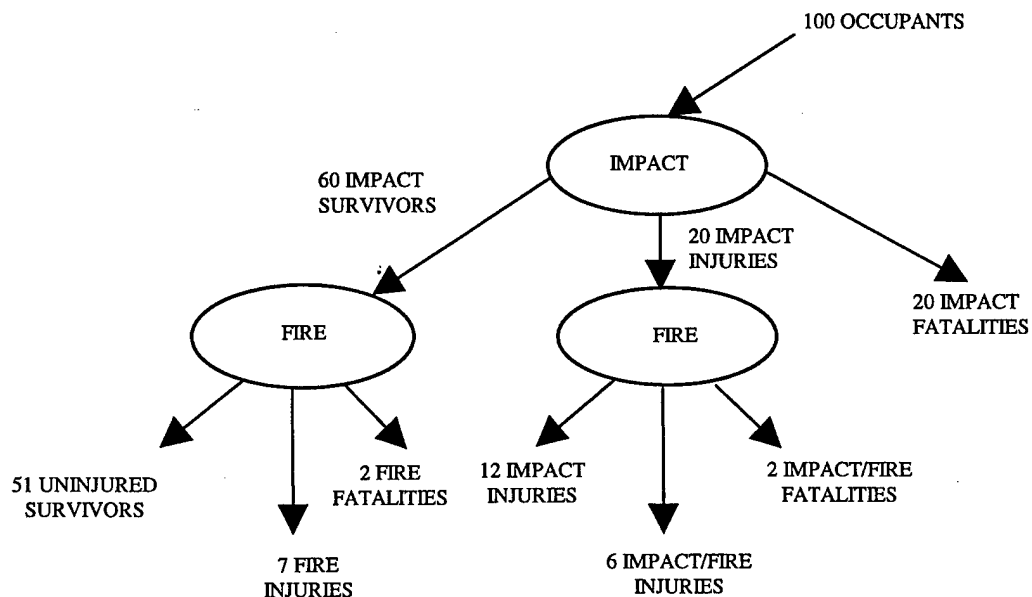 100 OCCUPANTS
IMPACT
60 IMPACT
SURVIVORS
20 IMPACT
INJURIES
20 IMPACT
FATALITIES
FIRE
FIRE
51 UNINJURED
SURVIVORS
2 FIRE
FATALITIES
12 IMPACT
INJURIES
2 IMPACT/FIRE
FATALITIES
7 FIRE
INJURIES
6 IMPACT/FIRE
INJURIES